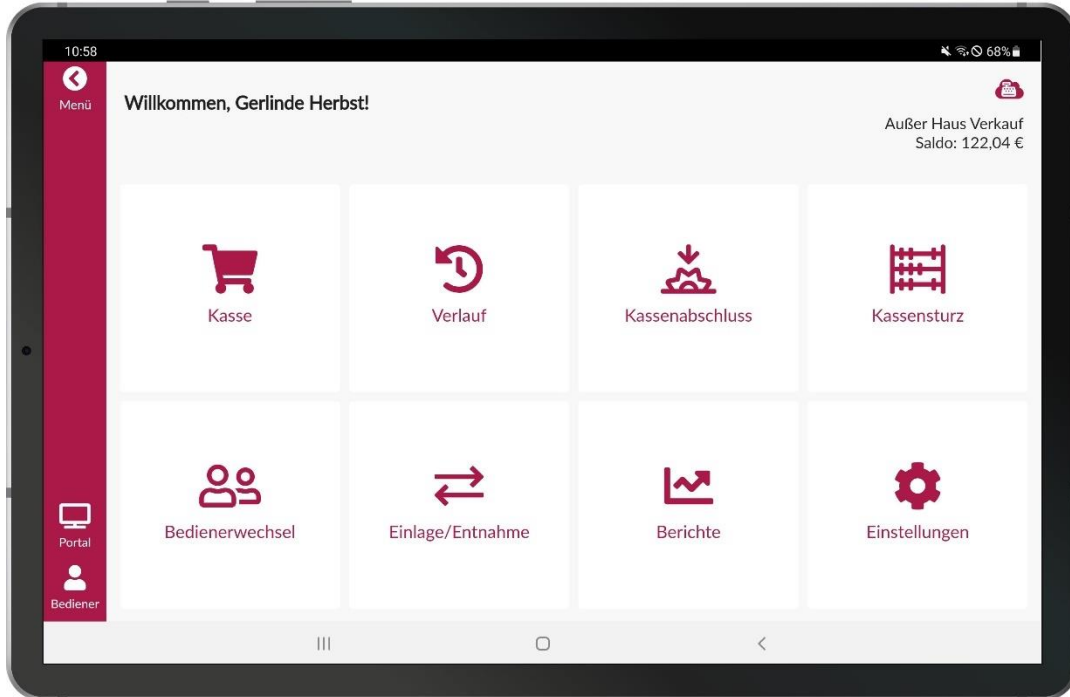 10:58
68%
Menü
Willkommen, Gerlinde Herbst!
Außer Haus Verkauf
Saldo: 122,04 €
Kasse
Verlauf
Kassenabschluss
Kassensturz
Bedienerwechsel
Einlage/Entnahme
Berichte
Einstellungen
Portal
Bediener